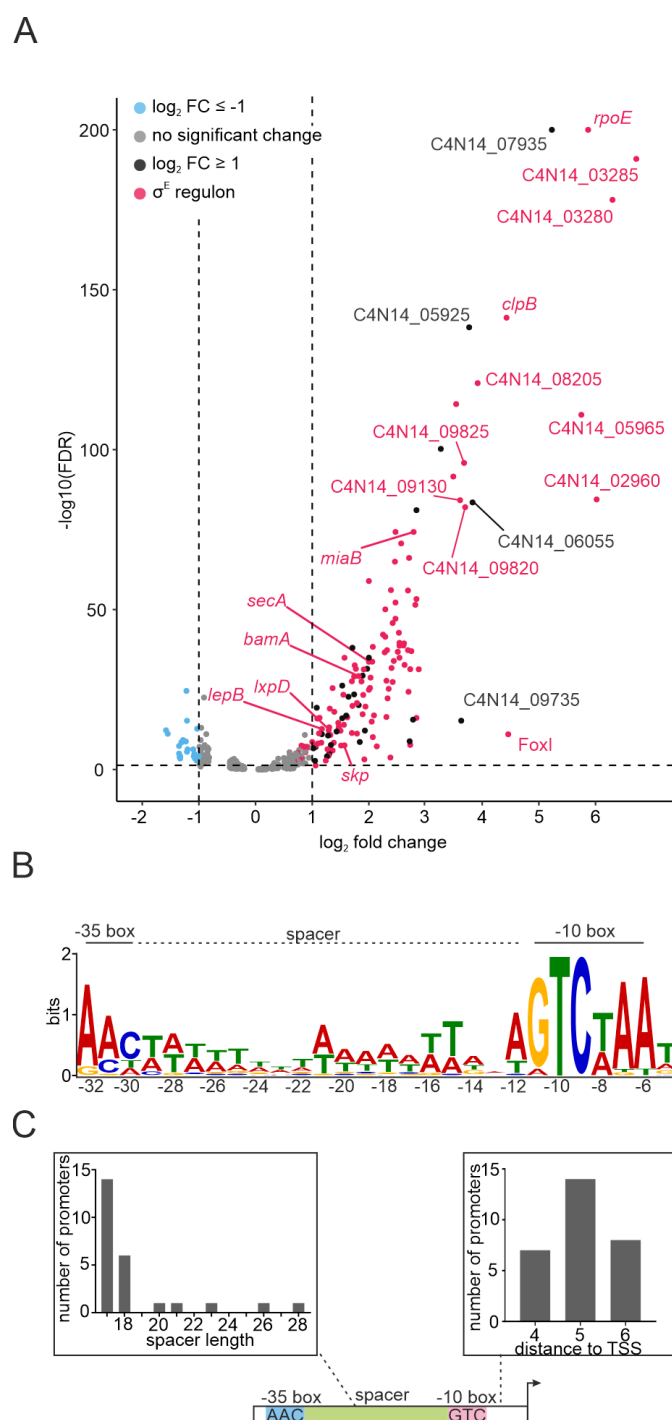 A
log₂ FC ≤ -1
no significant change
log₂ FC ≥ 1
σᴱ regulon
200
150
100
50
0
-log10(FDR)
rpoE
C4N14_07935
C4N14_03285
C4N14_03280
clpB
C4N14_05925
C4N14_08205
C4N14_09825
C4N14_05965
C4N14_09130
C4N14_02960
miaB
C4N14_06055
C4N14_09820
secA
bamA
lxpD
lepB
C4N14_09735
FoxI
skp
-2 -1 0 1 2 3 4 5 6
log₂ fold change
B
-35 box spacer -10 box
2
1
0
bits
-32 -30 -28 -26 -24 -22 -20 -18 -16 -14 -12 -10 -8 -6
C
number of promoters
15
10
5
0
18 20 22 24 26 28
spacer length
number of promoters
15
10
5
0
4 5 6
distance to TSS
-35 box spacer -10 box
AAC GTC